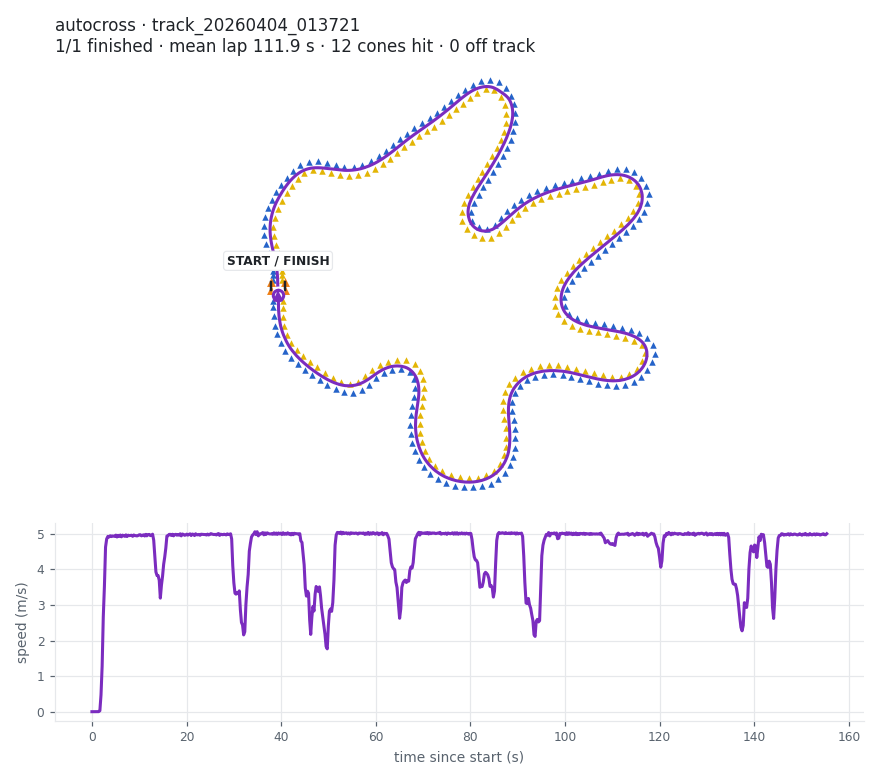 autocross · track_20260404_013721
1/1 finished · mean lap 111.9 s · 12 cones hit · 0 off track
START / FINISH
5
4
3
2
1
0
speed (m/s)
0 20 40 60 80 100 120 140 160
time since start (s)